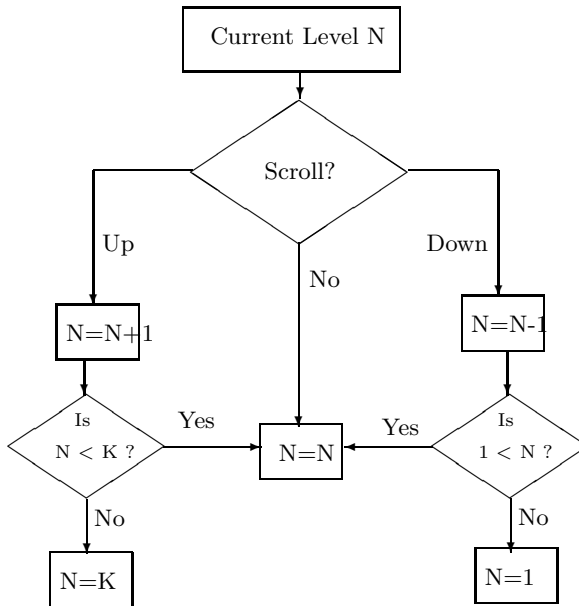 Current Level N
Scroll?
Up
Down
No
N=N+1
N=N-1
Is
N < K ?
Yes
N=N
Yes
Is
1 < N ?
No
No
N=K
N=1